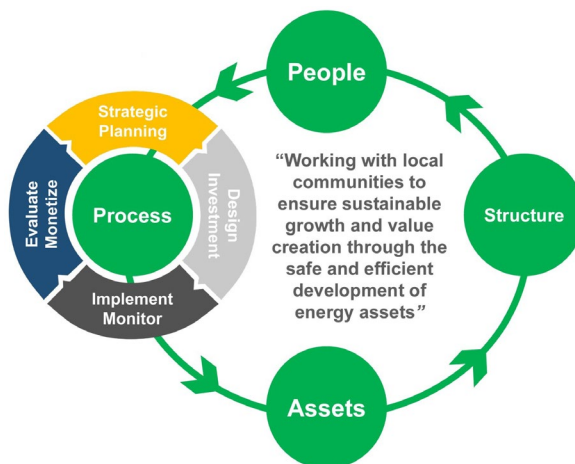 People
Strategic
Planning
Evaluate
Monetize
Process
Design
Investment
Implement
Monitor
“Working with local
communities to
ensure sustainable
growth and value
creation through the
safe and efficient
development of
energy assets”
Structure
Assets